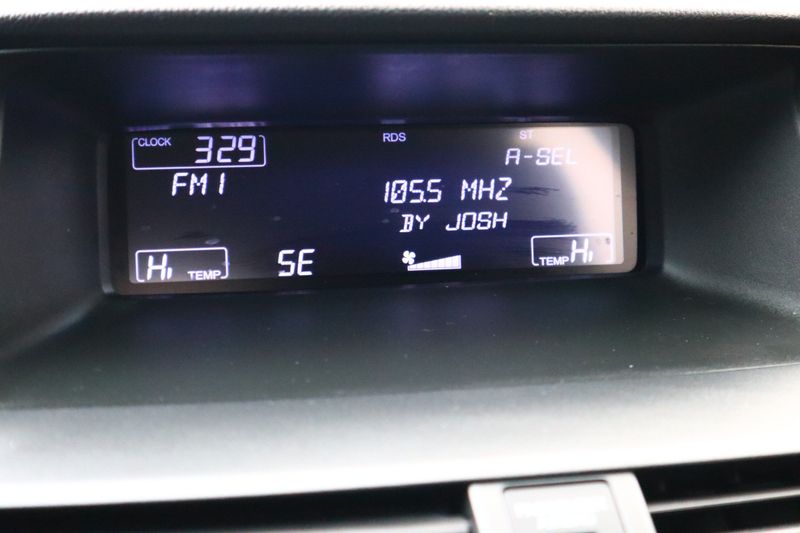 CLOCK 329 RDS ST
A-SEL
FM1 105.5 MHZ
BY JOSH
HI TEMP SE TEMP HI